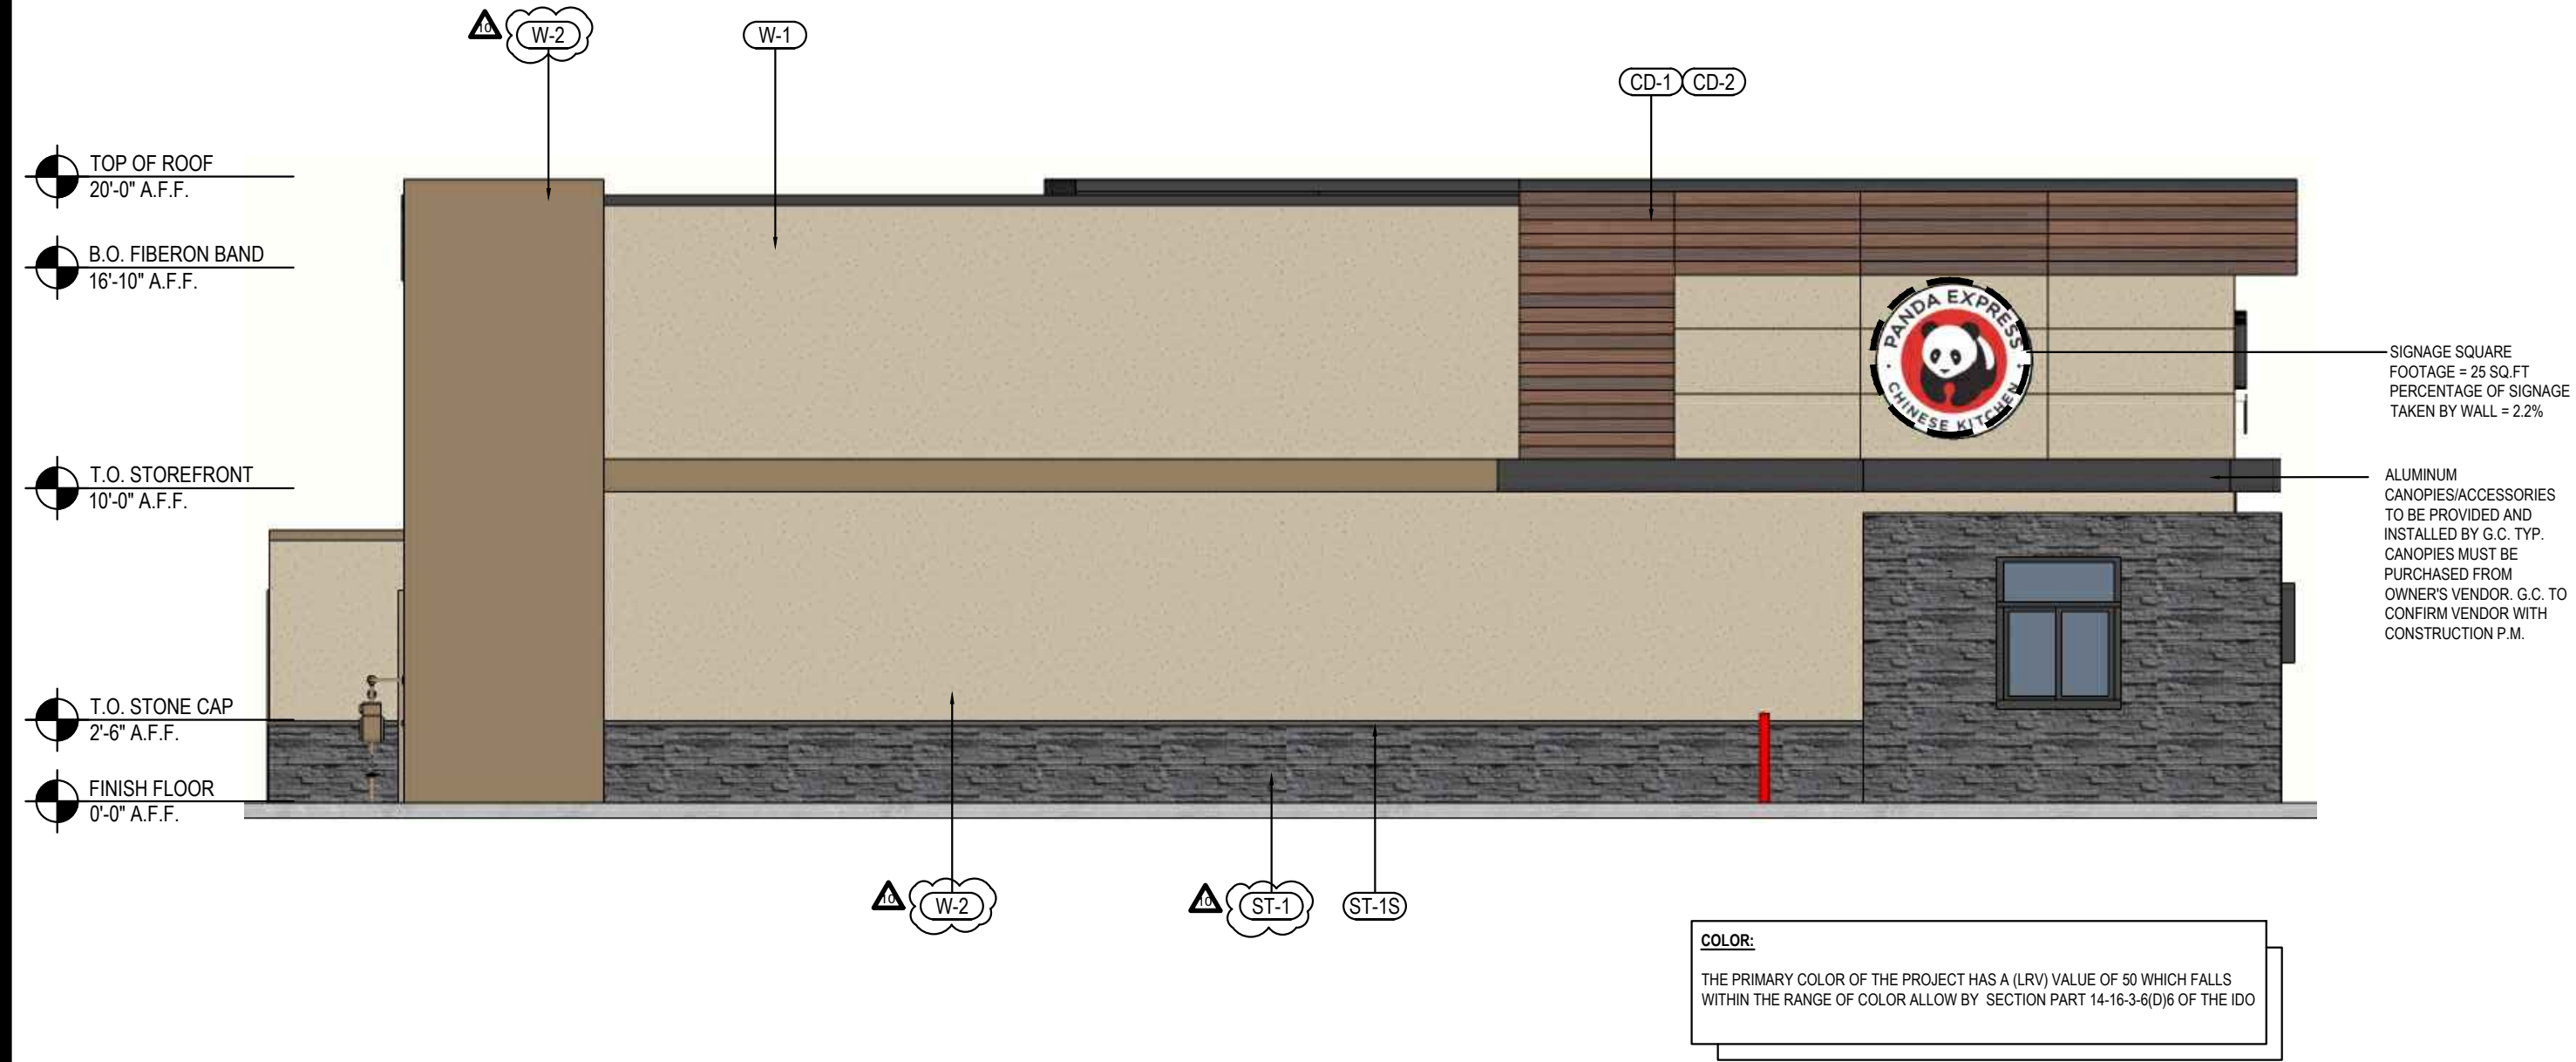 10
W-2
W-1
CD-1
CD-2
TOP OF ROOF
20'-0" A.F.F.
B.O. FIBERON BAND
16'-10" A.F.F.
PANDA EXPRESS
CHINESE KITCHEN
SIGNAGE SQUARE
FOOTAGE = 25 SQ.FT
PERCENTAGE OF SIGNAGE
TAKEN BY WALL = 2.2%
T.O. STOREFRONT
10'-0" A.F.F.
ALUMINUM
CANOPIES/ACCESSORIES
TO BE PROVIDED AND
INSTALLED BY G.C. TYP.
CANOPIES MUST BE
PURCHASED FROM
OWNER'S VENDOR. G.C. TO
CONFIRM VENDOR WITH
CONSTRUCTION P.M.
T.O. STONE CAP
2'-6" A.F.F.
FINISH FLOOR
0'-0" A.F.F.
10
W-2
10
ST-1
ST-1S
COLOR:
THE PRIMARY COLOR OF THE PROJECT HAS A (LRV) VALUE OF 50 WHICH FALLS
WITHIN THE RANGE OF COLOR ALLOW BY SECTION PART 14-16-3-6(D)6 OF THE IDO